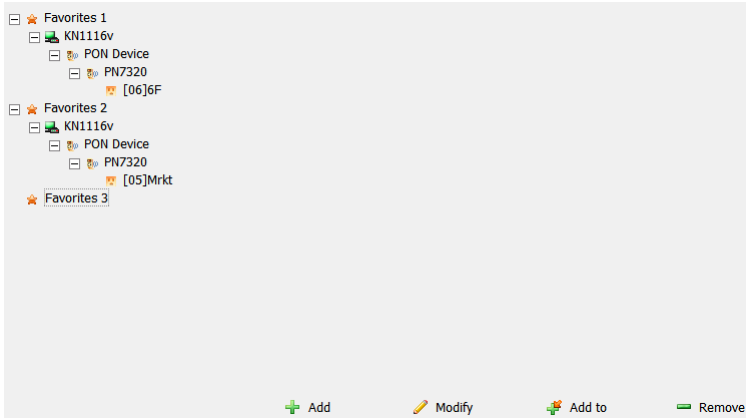 Favorites 1
KN1116v
PON Device
PN7320
[06]6F
Favorites 2
KN1116v
PON Device
PN7320
[05]Mrkt
Favorites 3
Add Modify Add to Remove